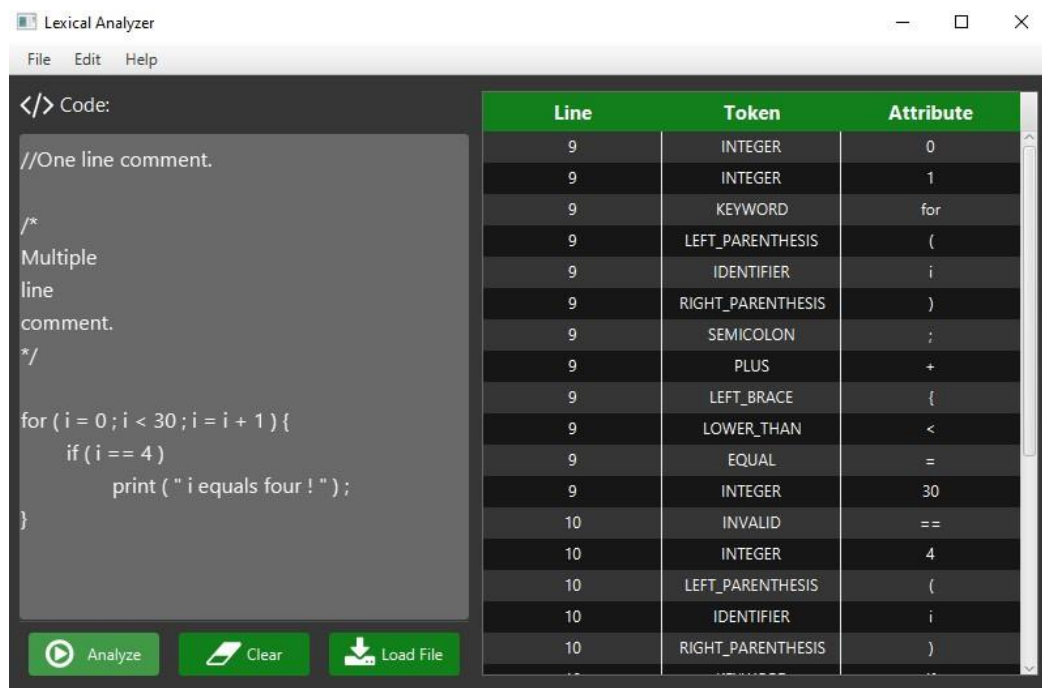 Lexical Analyzer
File Edit Help
</> Code:
//One line comment.
/*
Multiple
line
comment.
*/
for ( i = 0 ; i < 30 ; i = i + 1 ) {
if ( i == 4 )
print ( " i equals four ! " ) ;
}
Analyze Clear Load File
Line Token Attribute
9 INTEGER 0
9 INTEGER 1
9 KEYWORD for
9 LEFT_PARENTHESIS (
9 IDENTIFIER i
9 RIGHT_PARENTHESIS )
9 SEMICOLON ;
9 PLUS +
9 LEFT_BRACE {
9 LOWER_THAN <
9 EQUAL =
9 INTEGER 30
10 INVALID ==
10 INTEGER 4
10 LEFT_PARENTHESIS (
10 IDENTIFIER i
10 RIGHT_PARENTHESIS )